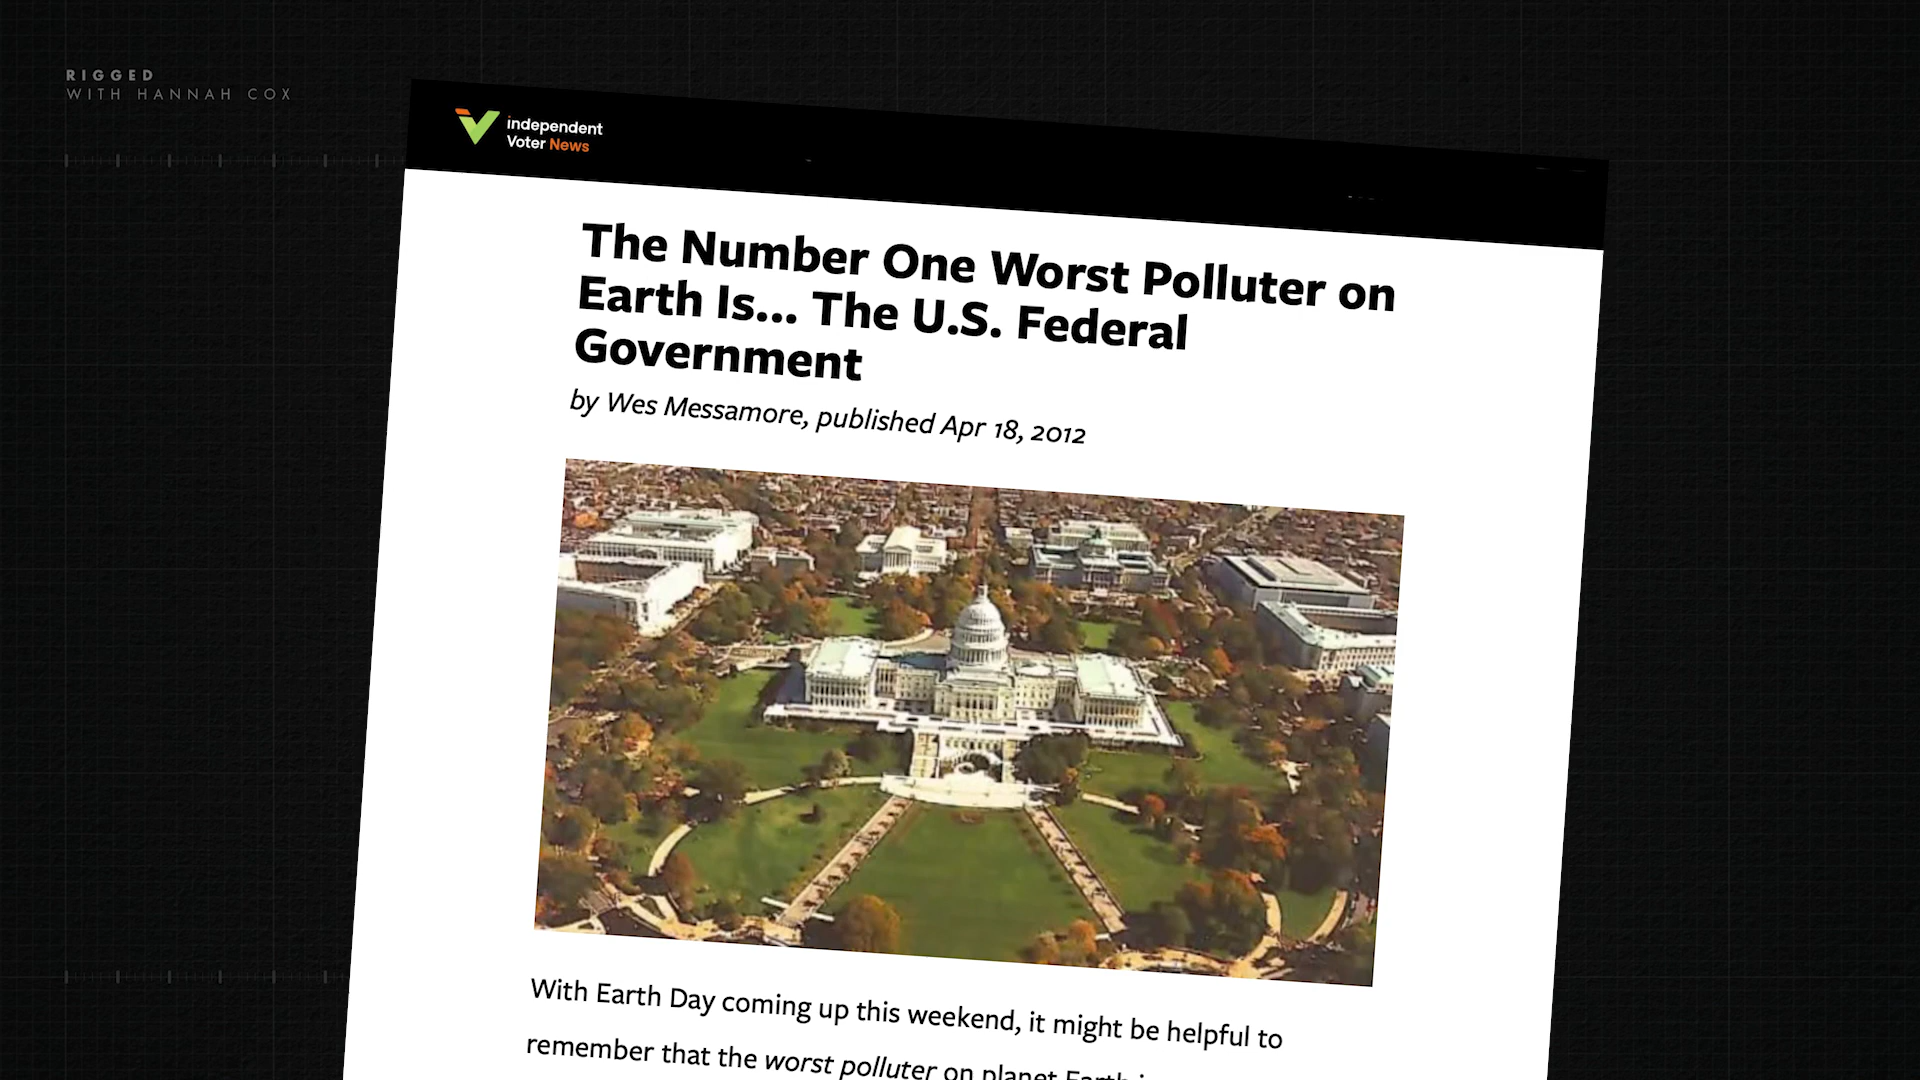 RIGGED
WITH HANNAH COX
independent
Voter News
The Number One Worst Polluter on
Earth Is... The U.S. Federal
Government
by Wes Messamore, published Apr 18, 2012
With Earth Day coming up this weekend, it might be helpful to
remember that the worst polluter on planet Earth is